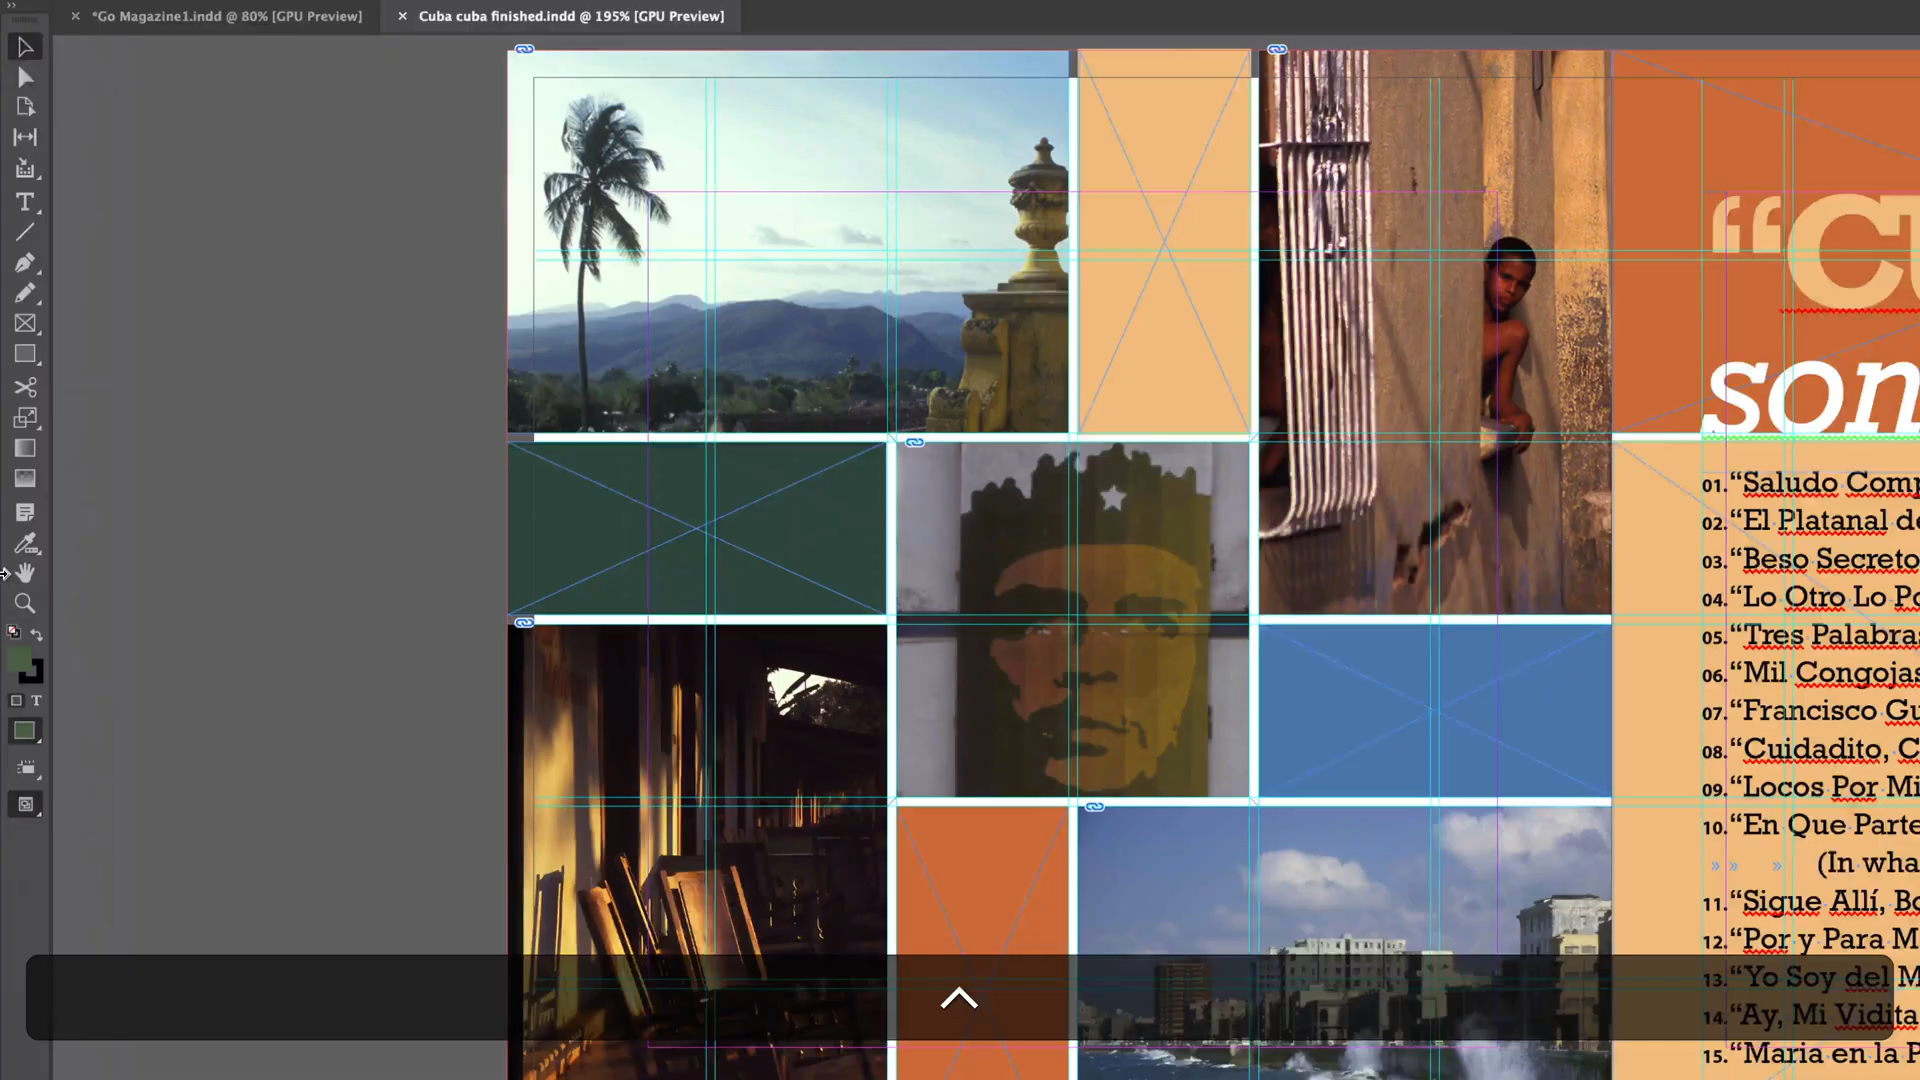 *Go Magazine1.indd @ 80% [GPU Preview]
Cuba cuba finished.indd @ 195% [GPU Preview]
“Cu
son
01. “Saludo Comp
02. “El Platanal de
03. “Beso Secreto
04. “Lo Otro Lo Po
05. “Tres Palabras
06. “Mil Congojas
07. “Francisco Gu
08. “Cuidadito, C
09. “Locos Por Mi
10. “En Que Parte
(In wha
11. “Sigue Allí, Bo
12. “Por y Para M
13. “Yo Soy del M
14. “Ay, Mi Vidita
15. “Maria en la P